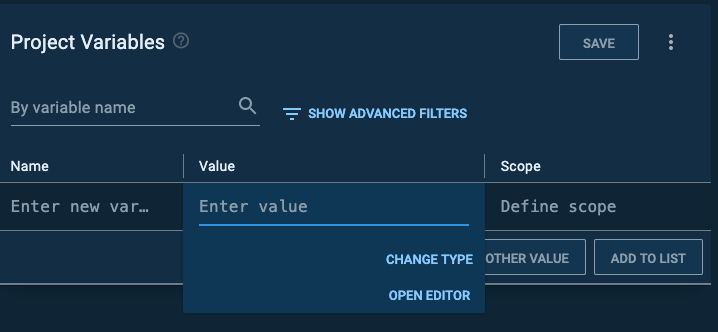 Project Variables
SAVE
By variable name
SHOW ADVANCED FILTERS
Name Value Scope
Enter new var… Enter value Define scope
CHANGE TYPE
OTHER VALUE ADD TO LIST
OPEN EDITOR